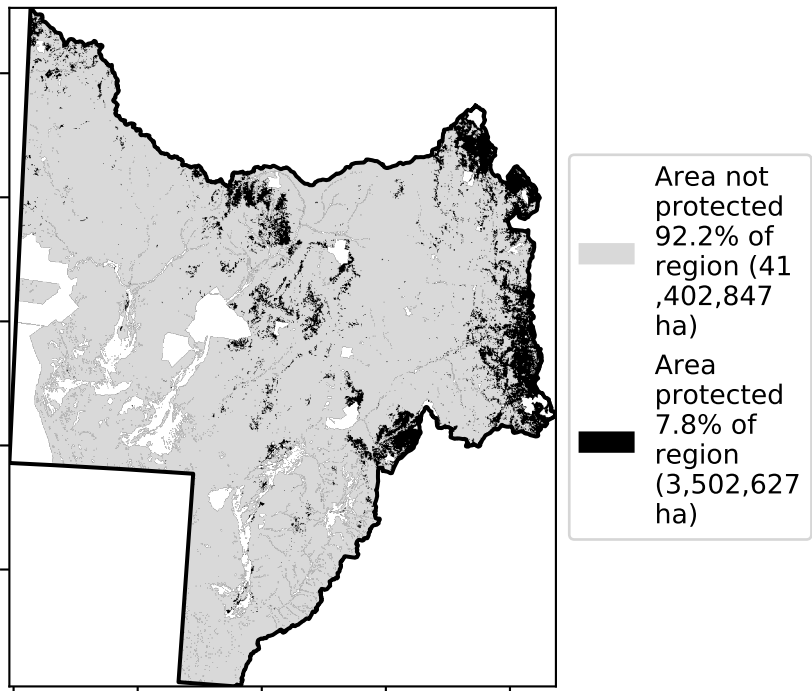 Area not
protected
92.2% of
region (41
,402,847
ha)
Area
protected
7.8% of
region
(3,502,627
ha)